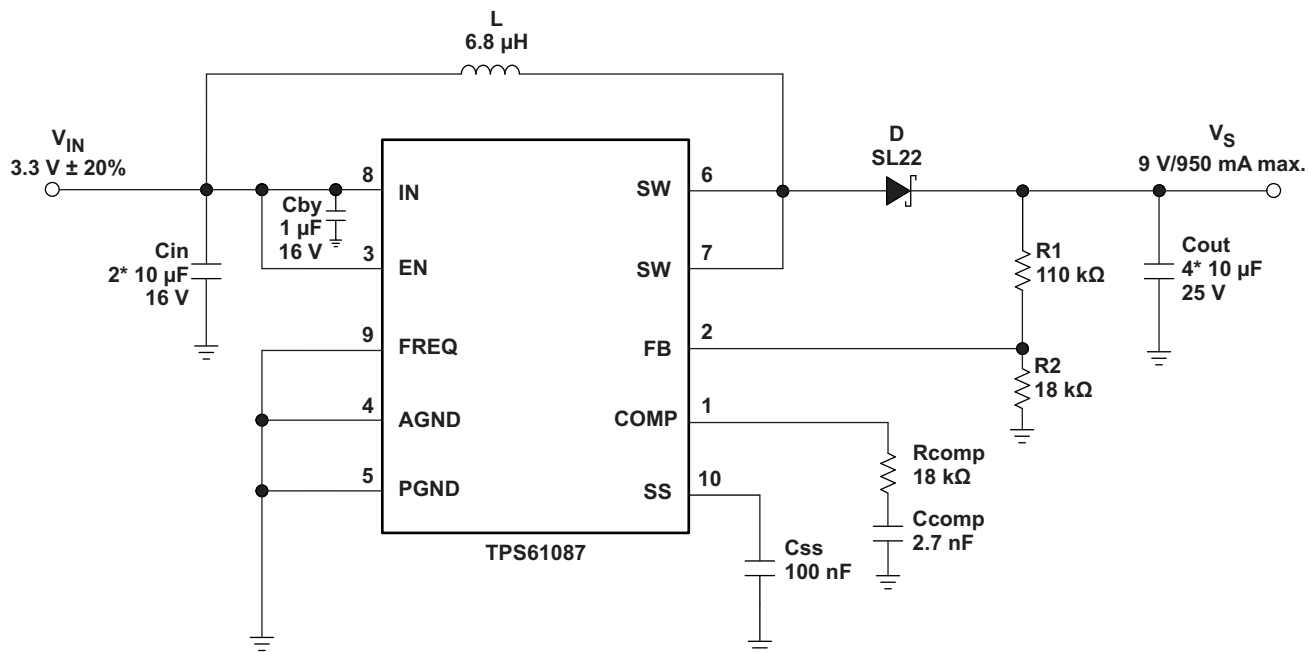 L
6.8 µH
V_IN
3.3 V ± 20%
D
SL22
V_S
9 V/950 mA max.
8
IN
SW
6
Cby
1 µF
16 V
Cin
2* 10 µF
16 V
3
EN
SW
7
R1
110 kΩ
Cout
4* 10 µF
25 V
9
FREQ
FB
2
R2
18 kΩ
4
AGND
COMP
1
Rcomp
18 kΩ
5
PGND
SS
10
Ccomp
2.7 nF
TPS61087
Css
100 nF